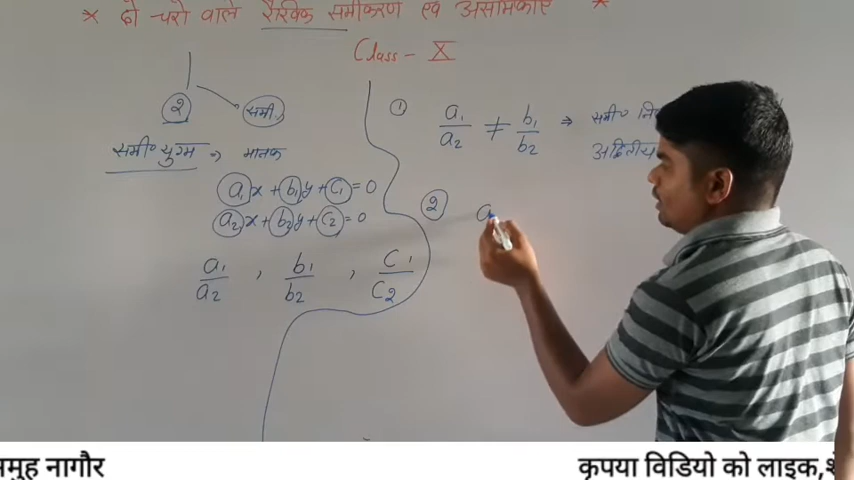 * दो चरों वाले रैखिक समीकरण एवं असमिकाएँ *
Class - X
2
समी०
समी० युग्म → मानक
a₁x + b₁y + c₁ = 0
a₂x + b₂y + c₂ = 0
a₁/a₂ , b₁/b₂ , c₁/c₂
① a₁/a₂ ≠ b₁/b₂ ⇒ समी०
अद्वितीय
② a
समुह नागौर
कृपया विडियो को लाइक,